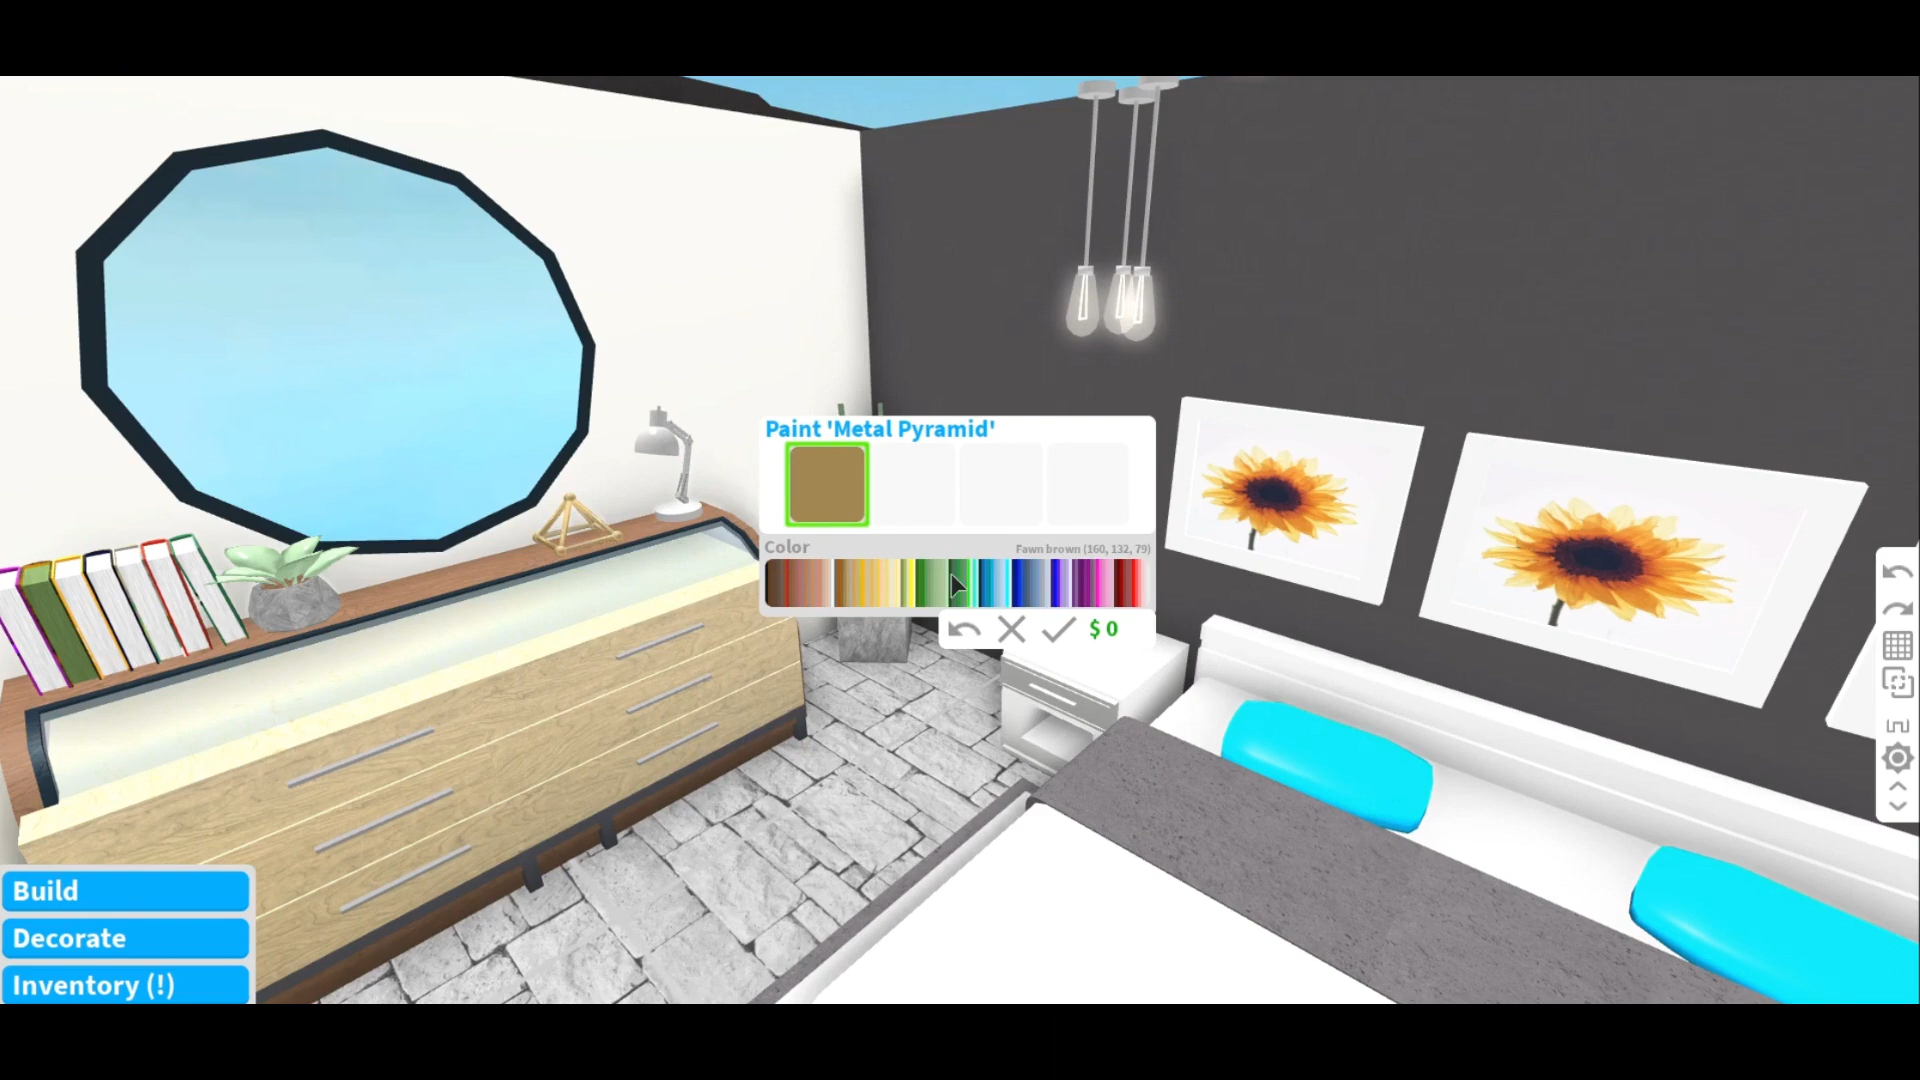 Paint 'Metal Pyramid'
Color
Fawn brown (160, 132, 79)
$ 0
Build
Decorate
Inventory (!)